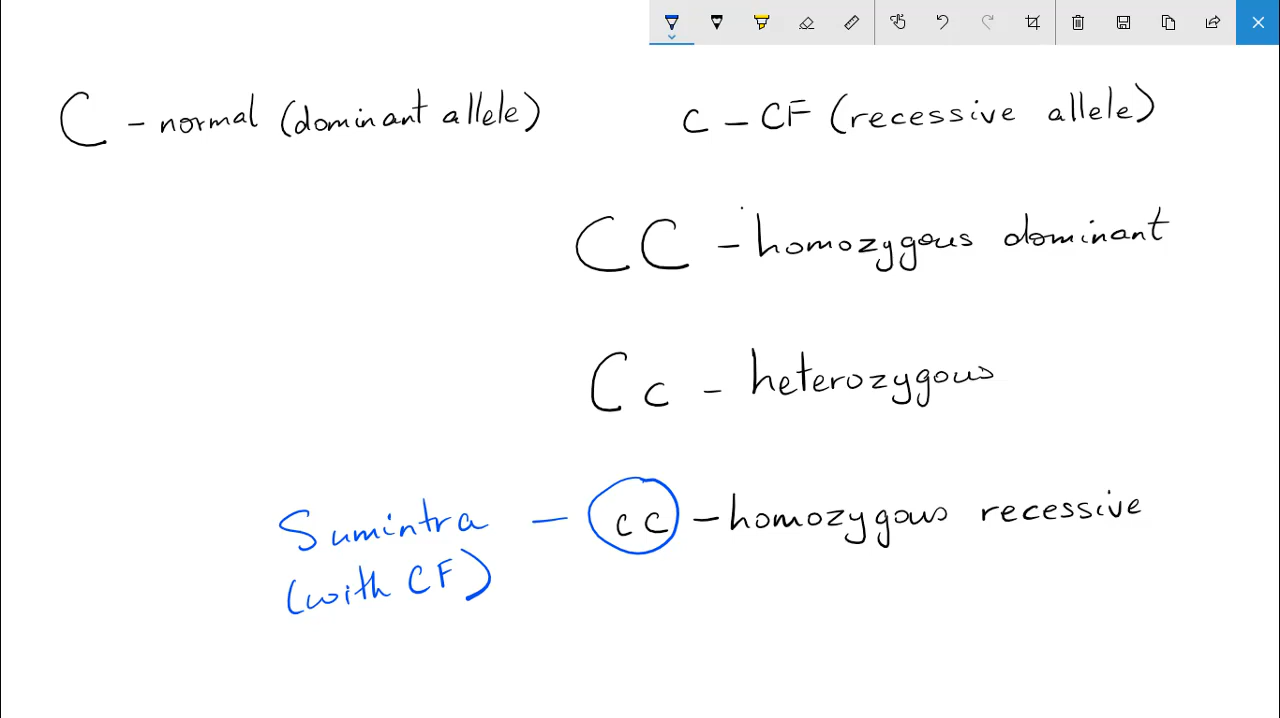 C - normal (dominant allele)
c - CF (recessive allele)
CC - homozygous dominant
Cc - heterozygous
Sumintra - cc - homozygous recessive
(with CF)